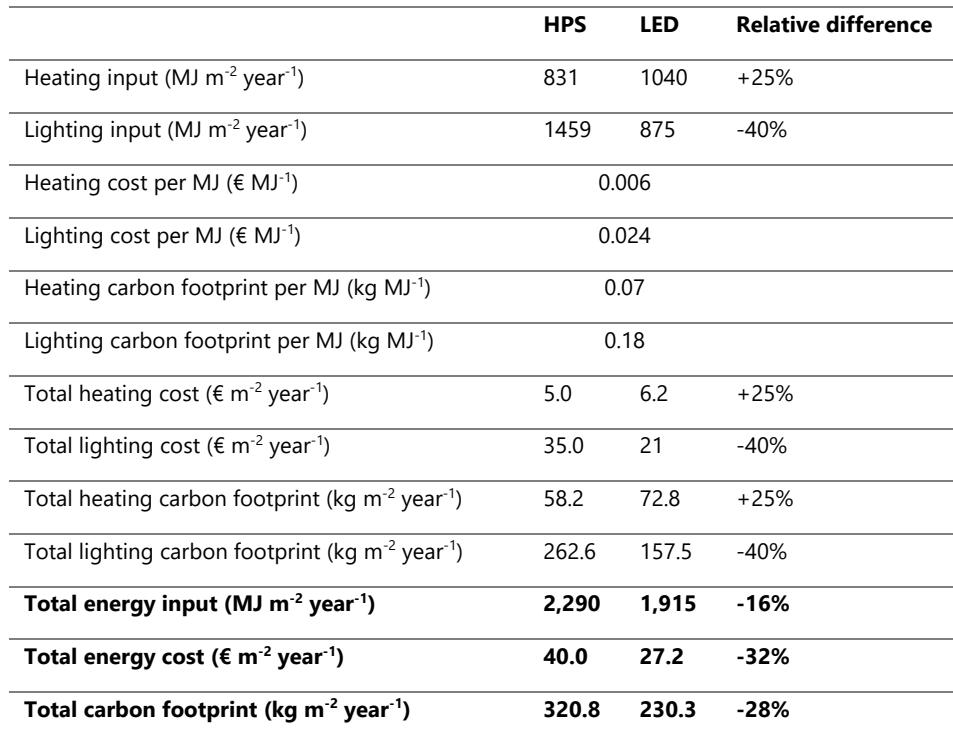 HPS LED Relative difference
Heating input (MJ m⁻² year⁻¹) 831 1040 +25%
Lighting input (MJ m⁻² year⁻¹) 1459 875 -40%
Heating cost per MJ (€ MJ⁻¹) 0.006
Lighting cost per MJ (€ MJ⁻¹) 0.024
Heating carbon footprint per MJ (kg MJ⁻¹) 0.07
Lighting carbon footprint per MJ (kg MJ⁻¹) 0.18
Total heating cost (€ m⁻² year⁻¹) 5.0 6.2 +25%
Total lighting cost (€ m⁻² year⁻¹) 35.0 21 -40%
Total heating carbon footprint (kg m⁻² year⁻¹) 58.2 72.8 +25%
Total lighting carbon footprint (kg m⁻² year⁻¹) 262.6 157.5 -40%
Total energy input (MJ m⁻² year⁻¹) 2,290 1,915 -16%
Total energy cost (€ m⁻² year⁻¹) 40.0 27.2 -32%
Total carbon footprint (kg m⁻² year⁻¹) 320.8 230.3 -28%